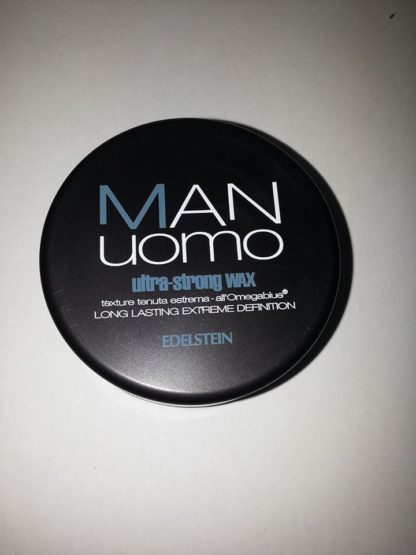 MAN
uomo
ultra-strong WAX
texture tenuta estrema - all'Omegablue®
LONG LASTING EXTREME DEFINITION
EDELSTEIN